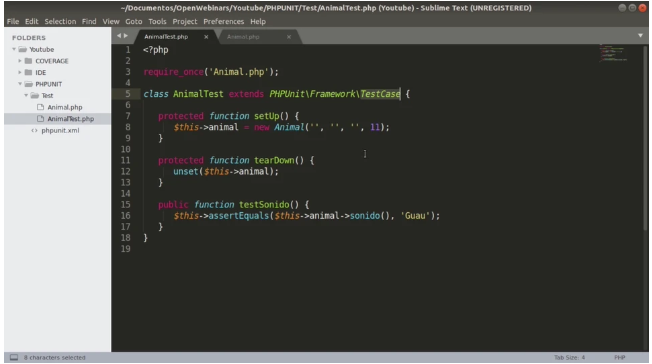 ~/Documentos/OpenWebinars/Youtube/PHPUNIT/Test/AnimalTest.php (Youtube) - Sublime Text (UNREGISTERED)
File Edit Selection Find View Goto Tools Project Preferences Help
FOLDERS
Youtube
COVERAGE
IDE
PHPUNIT
Test
Animal.php
AnimalTest.php
phpunit.xml
AnimalTest.php × Animal.php ×
1 <?php
2
3 require_once('Animal.php');
4
5 class AnimalTest extends PHPUnit\Framework\TestCase {
6
7 protected function setUp() {
8 $this->animal = new Animal('', '', '', 11);
9 }
10
11 protected function tearDown() {
12 unset($this->animal);
13 }
14
15 public function testSonido() {
16 $this->assertEquals($this->animal->sonido(), 'Guau');
17 }
18 }
19
8 characters selected
Tab Size: 4 PHP